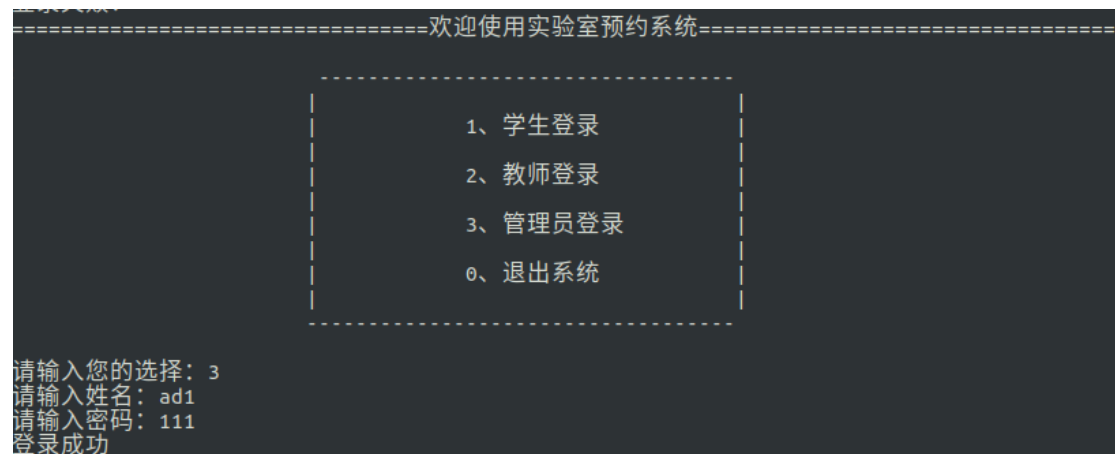 ==================================欢迎使用实验室预约系统==================================
----------------------------------
1、学生登录
2、教师登录
3、管理员登录
0、退出系统
-----------------------------------
请输入您的选择：3
请输入姓名：ad1
请输入密码：111
登录成功